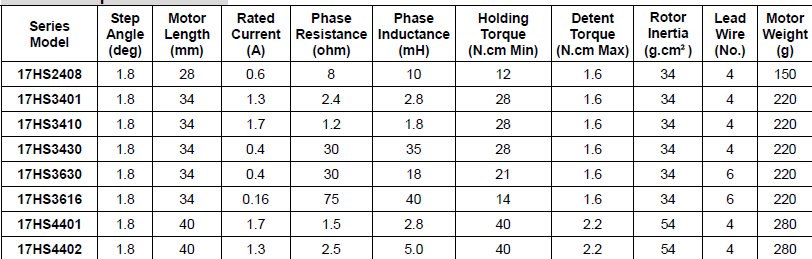 Series Model Step Angle (deg) Motor Length (mm) Rated Current (A) Phase Resistance (ohm) Phase Inductance (mH) Holding Torque (N.cm Min) Detent Torque (N.cm Max) Rotor Inertia (g.cm²) Lead Wire (No.) Motor Weight (g)
17HS2408 1.8 28 0.6 8 10 12 1.6 34 4 150
17HS3401 1.8 34 1.3 2.4 2.8 28 1.6 34 4 220
17HS3410 1.8 34 1.7 1.2 1.8 28 1.6 34 4 220
17HS3430 1.8 34 0.4 30 35 28 1.6 34 4 220
17HS3630 1.8 34 0.4 30 18 21 1.6 34 6 220
17HS3616 1.8 34 0.16 75 40 14 1.6 34 6 220
17HS4401 1.8 40 1.7 1.5 2.8 40 2.2 54 4 280
17HS4402 1.8 40 1.3 2.5 5.0 40 2.2 54 4 280